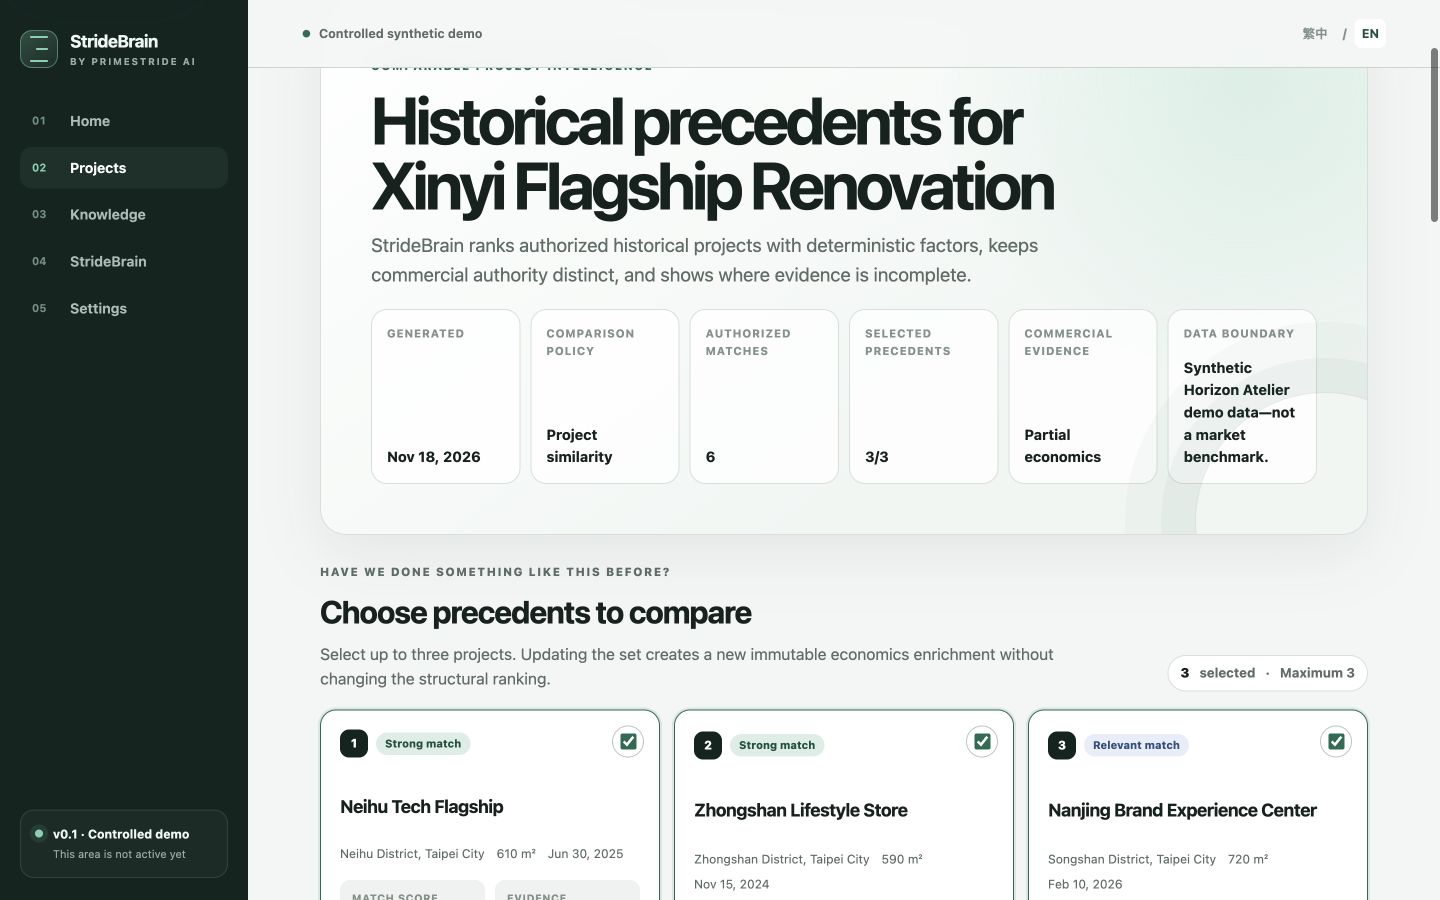 StrideBrain
BY PRIMESTRIDE AI
01 Home
02 Projects
03 Knowledge
04 StrideBrain
05 Settings
v0.1 · Controlled demo
This area is not active yet
Controlled synthetic demo
繁中 / EN
Historical precedents for
Xinyi Flagship Renovation
StrideBrain ranks authorized historical projects with deterministic factors, keeps
commercial authority distinct, and shows where evidence is incomplete.
GENERATED
Nov 18, 2026
COMPARISON
POLICY
Project
similarity
AUTHORIZED
MATCHES
6
SELECTED
PRECEDENTS
3/3
COMMERCIAL
EVIDENCE
Partial
economics
DATA BOUNDARY
Synthetic
Horizon Atelier
demo data—not
a market
benchmark.
HAVE WE DONE SOMETHING LIKE THIS BEFORE?
Choose precedents to compare
Select up to three projects. Updating the set creates a new immutable economics enrichment without
changing the structural ranking.
3 selected · Maximum 3
1 Strong match
Neihu Tech Flagship
Neihu District, Taipei City 610 m² Jun 30, 2025
MATCH SCORE EVIDENCE
2 Strong match
Zhongshan Lifestyle Store
Zhongshan District, Taipei City 590 m²
Nov 15, 2024
3 Relevant match
Nanjing Brand Experience Center
Songshan District, Taipei City 720 m²
Feb 10, 2026